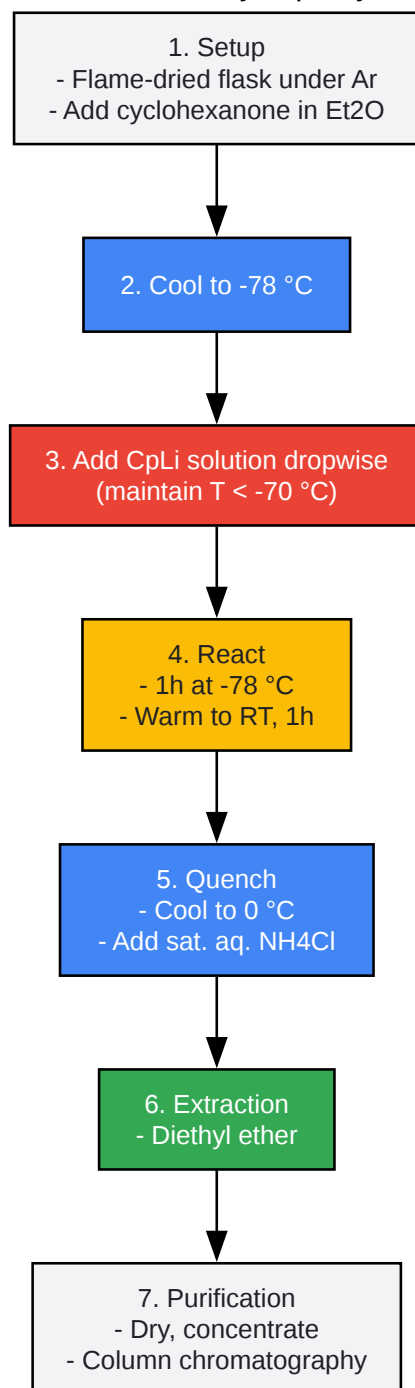 1. Setup
- Flame-dried flask under Ar
- Add cyclohexanone in Et2O
2. Cool to -78 °C
3. Add CpLi solution dropwise
(maintain T < -70 °C)
4. React
- 1h at -78 °C
- Warm to RT, 1h
5. Quench
- Cool to 0 °C
- Add sat. aq. NH4Cl
6. Extraction
- Diethyl ether
7. Purification
- Dry, concentrate
- Column chromatography